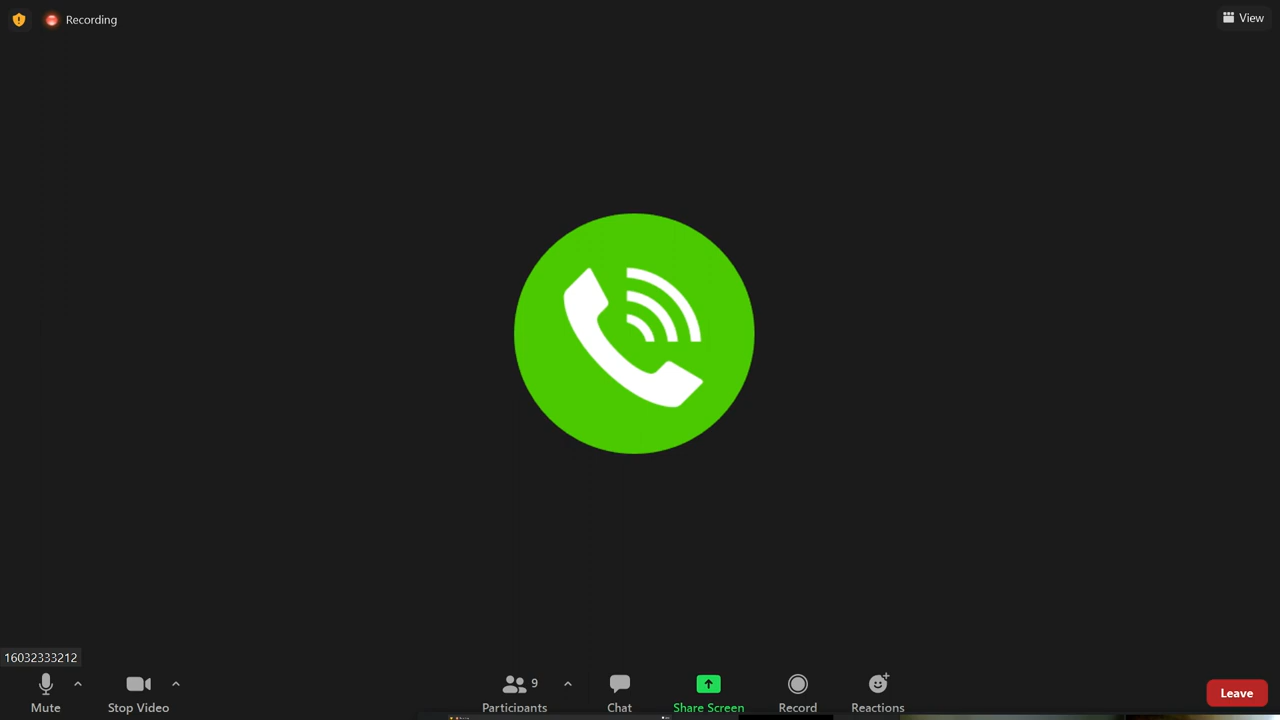 Recording
View
16032333212
9
Mute
Stop Video
Participants
Chat
Share Screen
Record
Reactions
Leave